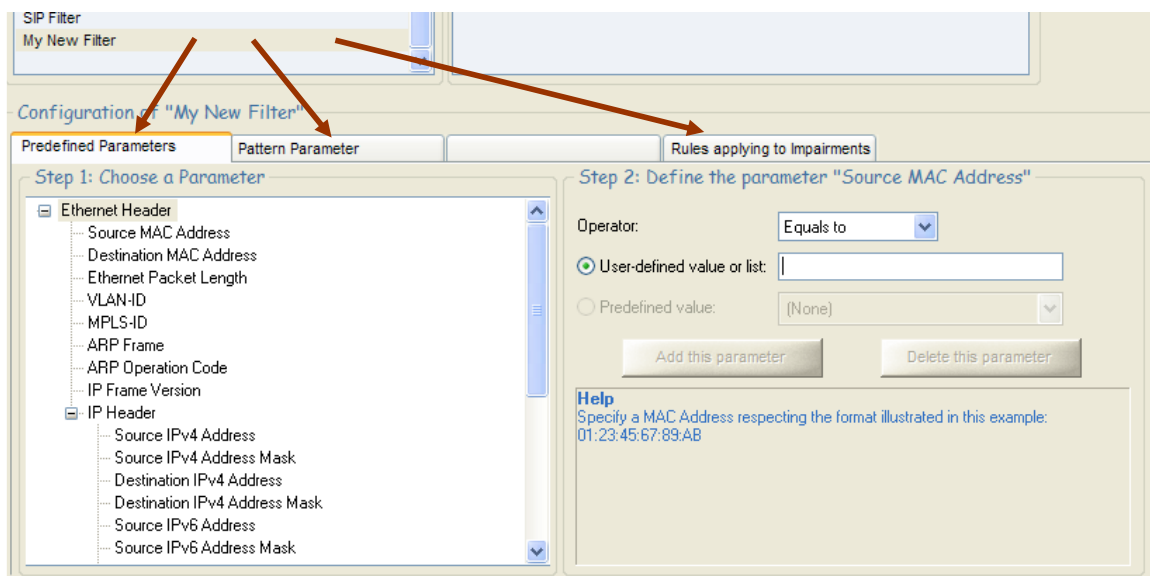 SIP Filter
My New Filter
Configuration of "My New Filter"
Predefined Parameters
Pattern Parameter
Rules applying to Impairments
Step 1: Choose a Parameter
Ethernet Header
Source MAC Address
Destination MAC Address
Ethernet Packet Length
VLAN-ID
MPLS-ID
ARP Frame
ARP Operation Code
IP Frame Version
IP Header
Source IPv4 Address
Source IPv4 Address Mask
Destination IPv4 Address
Destination IPv4 Address Mask
Source IPv6 Address
Source IPv6 Address Mask
Step 2: Define the parameter "Source MAC Address"
Operator:
Equals to
User-defined value or list:
Predefined value:
(None)
Add this parameter
Delete this parameter
Help
Specify a MAC Address respecting the format illustrated in this example:
01:23:45:67:89:AB